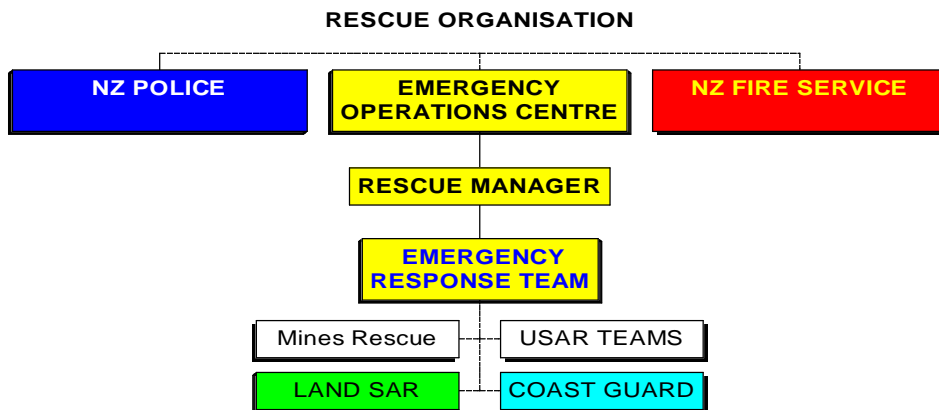 RESCUE ORGANISATION
NZ POLICE
EMERGENCY
OPERATIONS CENTRE
NZ FIRE SERVICE
RESCUE MANAGER
EMERGENCY
RESPONSE TEAM
Mines Rescue
USAR TEAMS
LAND SAR
COAST GUARD